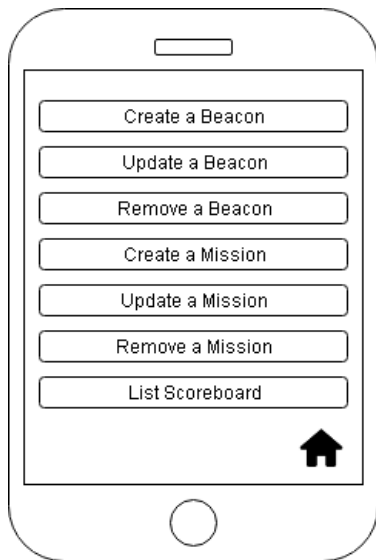 Create a Beacon
Update a Beacon
Remove a Beacon
Create a Mission
Update a Mission
Remove a Mission
List Scoreboard